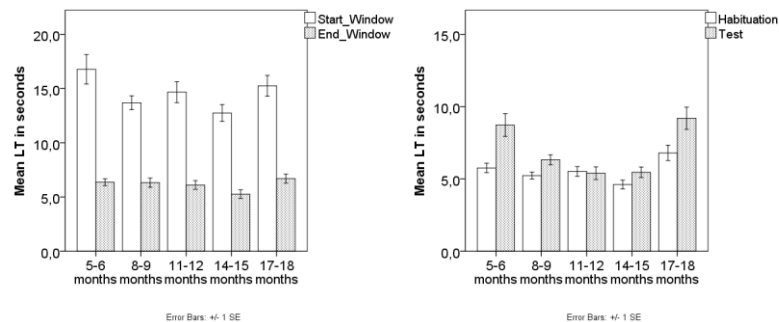 Start_Window
End_Window
Mean LT in seconds
20,0
15,0
10,0
5,0
0,0
5-6 months
8-9 months
11-12 months
14-15 months
17-18 months
Error Bars: +/- 1 SE
Habituation
Test
Mean LT in seconds
15,0
10,0
5,0
0,0
5-6 months
8-9 months
11-12 months
14-15 months
17-18 months
Error Bars: +/- 1 SE